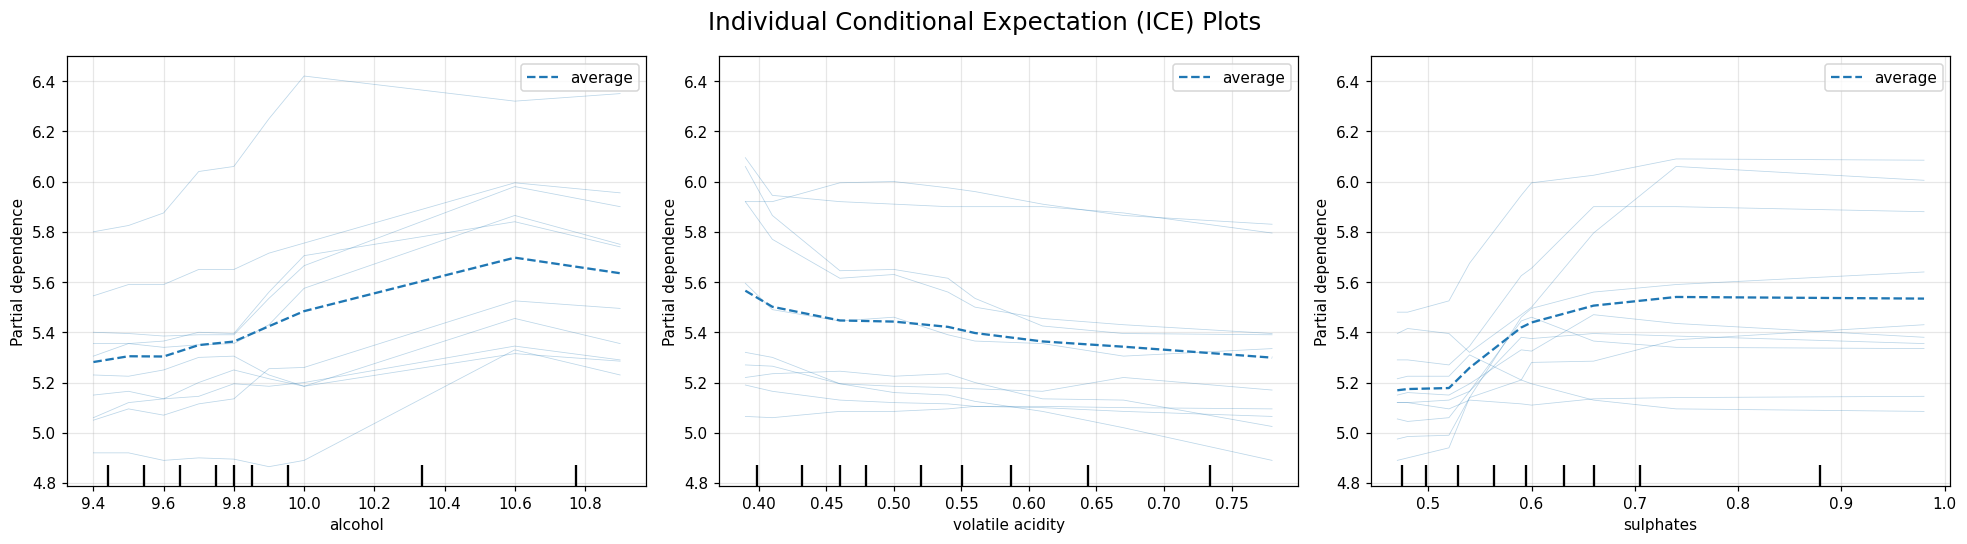 Individual Conditional Expectation (ICE) Plots
average
6.4
6.2
6.0
5.8
5.6
5.4
5.2
5.0
4.8
Partial dependence
9.4 9.6 9.8 10.0 10.2 10.4 10.6 10.8
alcohol
average
6.4
6.2
6.0
5.8
5.6
5.4
5.2
5.0
4.8
Partial dependence
0.40 0.45 0.50 0.55 0.60 0.65 0.70 0.75
volatile acidity
average
6.4
6.2
6.0
5.8
5.6
5.4
5.2
5.0
4.8
Partial dependence
0.5 0.6 0.7 0.8 0.9 1.0
sulphates